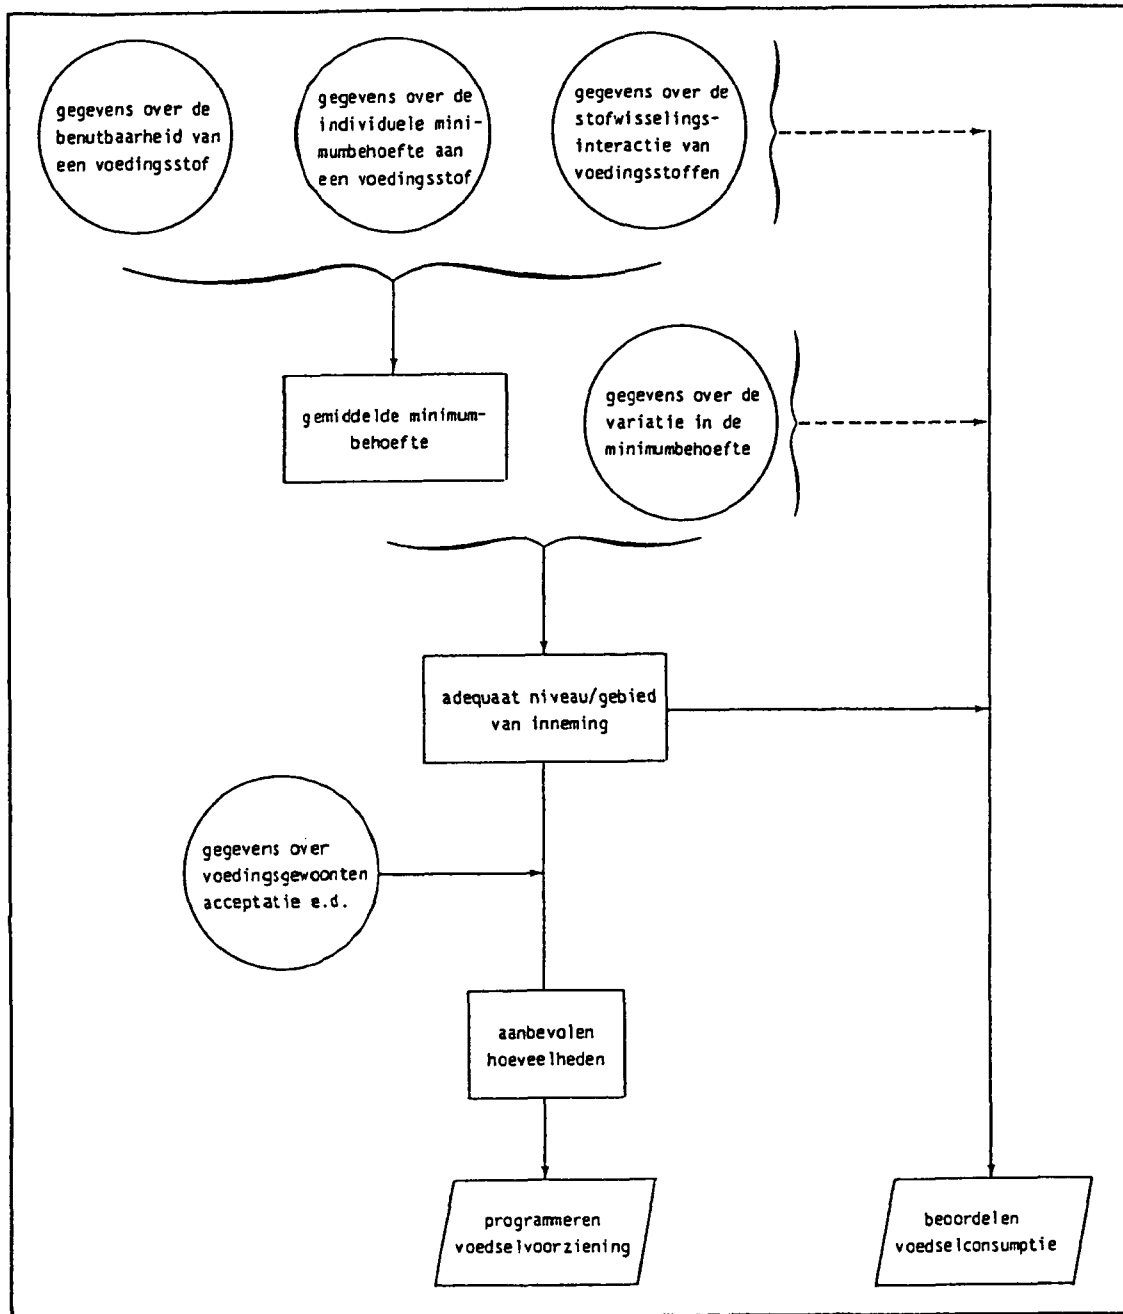 gegevens over de
benutbaarheid van
een voedingsstof
gegevens over de
individuele mini-
mumbehoefte aan
een voedingsstof
gegevens over de
stofwisselings-
interactie van
voedingsstoffen
gemiddelde minimum-
behoefte
gegevens over de
variatie in de
minimumbehoefte
adequaat niveau/gebied
van inneming
gegevens over
voedingsgewoonten
acceptatie e.d.
aanbevolen
hoeveelheden
programmeren
voedselvoorziening
beoordelen
voedselconsumptie